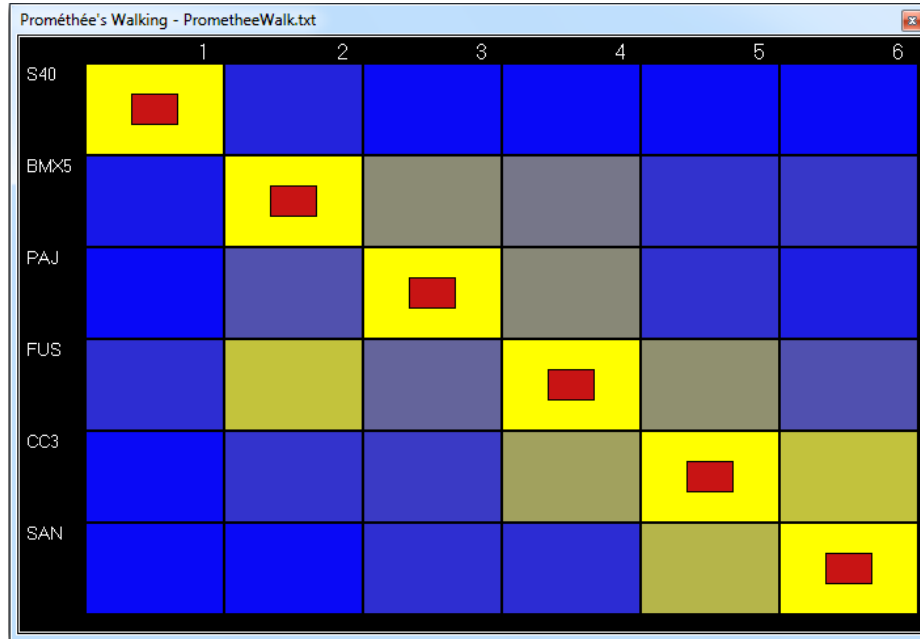 Prométhée's Walking - PrometheeWalk.txt
1 2 3 4 5 6
S40
BMX5
PAJ
FUS
CC3
SAN